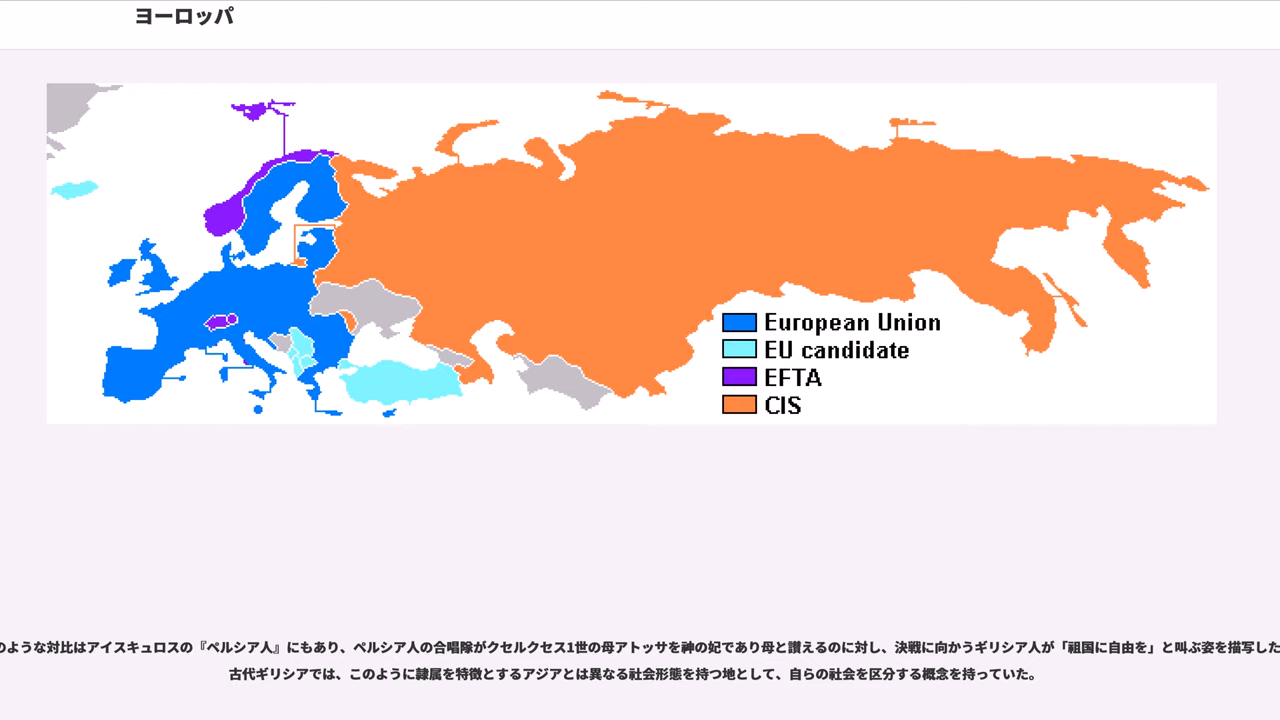 ヨーロッパ
European Union
EU candidate
EFTA
CIS
のような対比はアイスキュロスの『ペルシア人』にもあり、ペルシア人の合唱隊がクセルクセス1世の母アトッサを神の妃であり母と讃えるのに対し、決戦に向かうギリシア人が「祖国に自由を」と叫ぶ姿を描写した
古代ギリシアでは、このように隷属を特徴とするアジアとは異なる社会形態を持つ地として、自らの社会を区分する概念を持っていた。